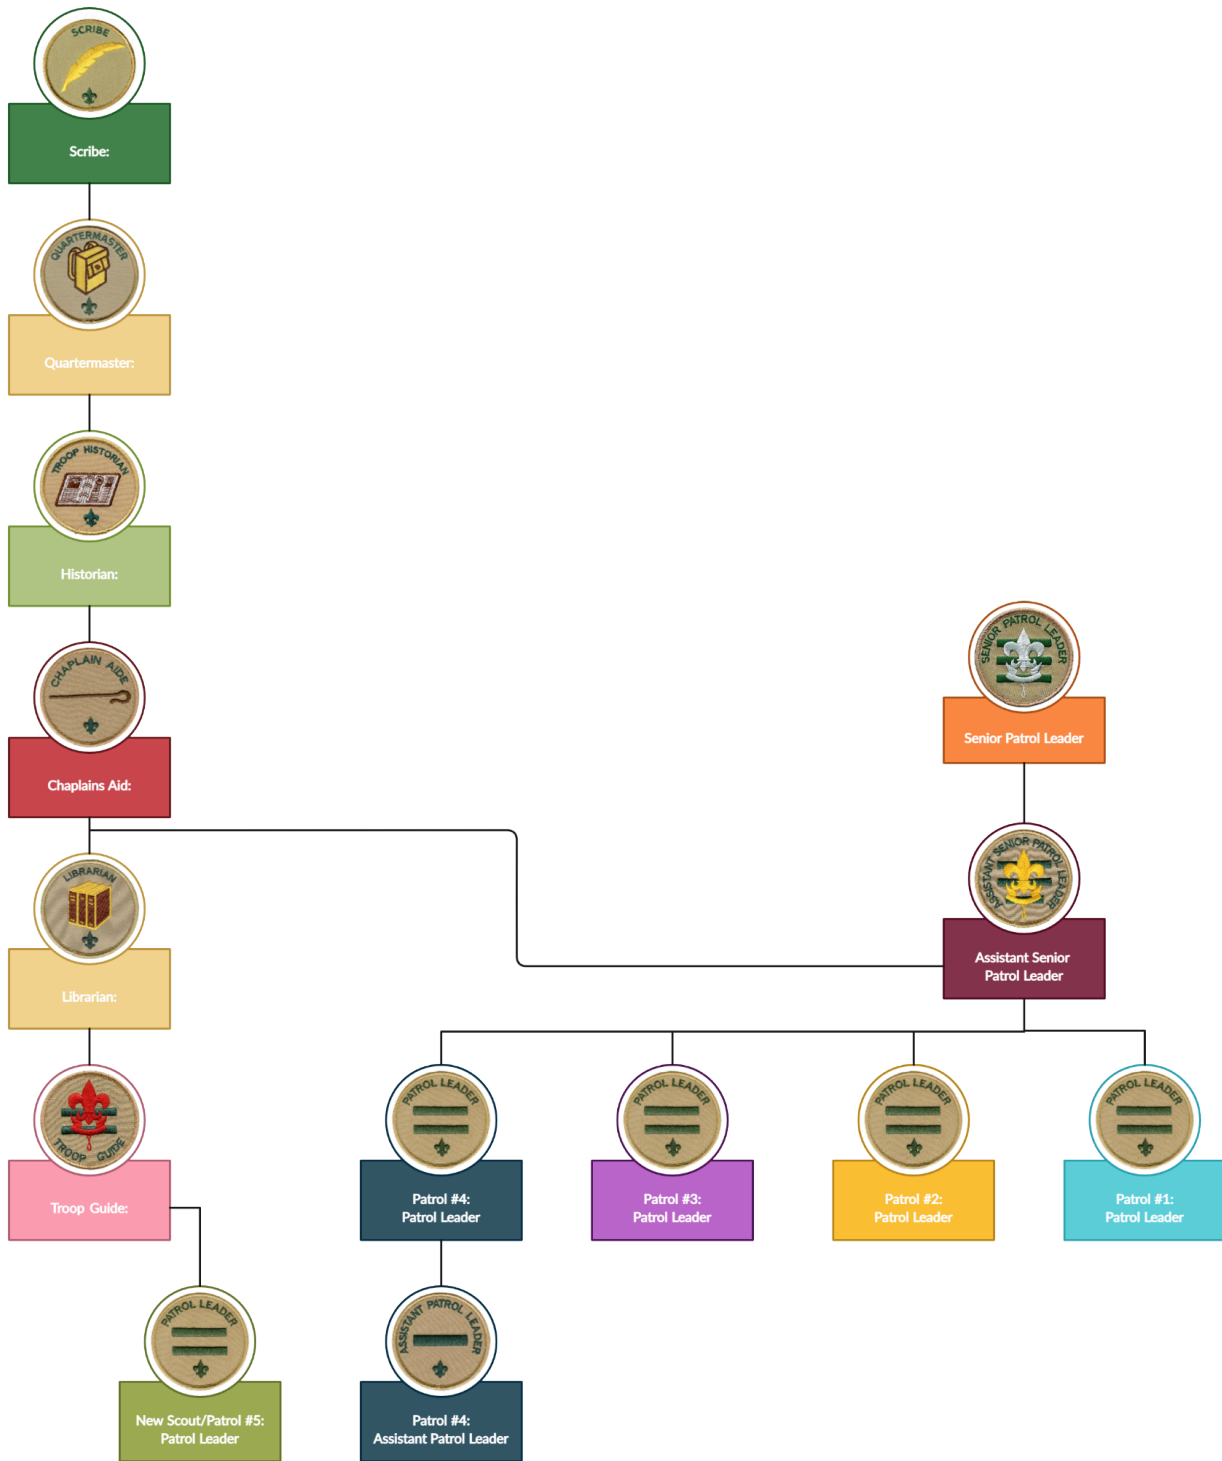 SCRIBE
Scribe:
QUARTERMASTER
Quartermaster:
TROOP HISTORIAN
Historian:
CHAPLAIN AIDE
Chaplains Aid:
LIBRARIAN
Librarian:
TROOP GUIDE
Troop Guide:
PATROL LEADER
New Scout/Patrol #5:
Patrol Leader
SENIOR PATROL LEADER
Senior Patrol Leader
ASSISTANT SENIOR PATROL LEADER
Assistant Senior
Patrol Leader
PATROL LEADER
Patrol #4:
Patrol Leader
ASSISTANT PATROL LEADER
Patrol #4:
Assistant Patrol Leader
PATROL LEADER
Patrol #3:
Patrol Leader
PATROL LEADER
Patrol #2:
Patrol Leader
PATROL LEADER
Patrol #1:
Patrol Leader